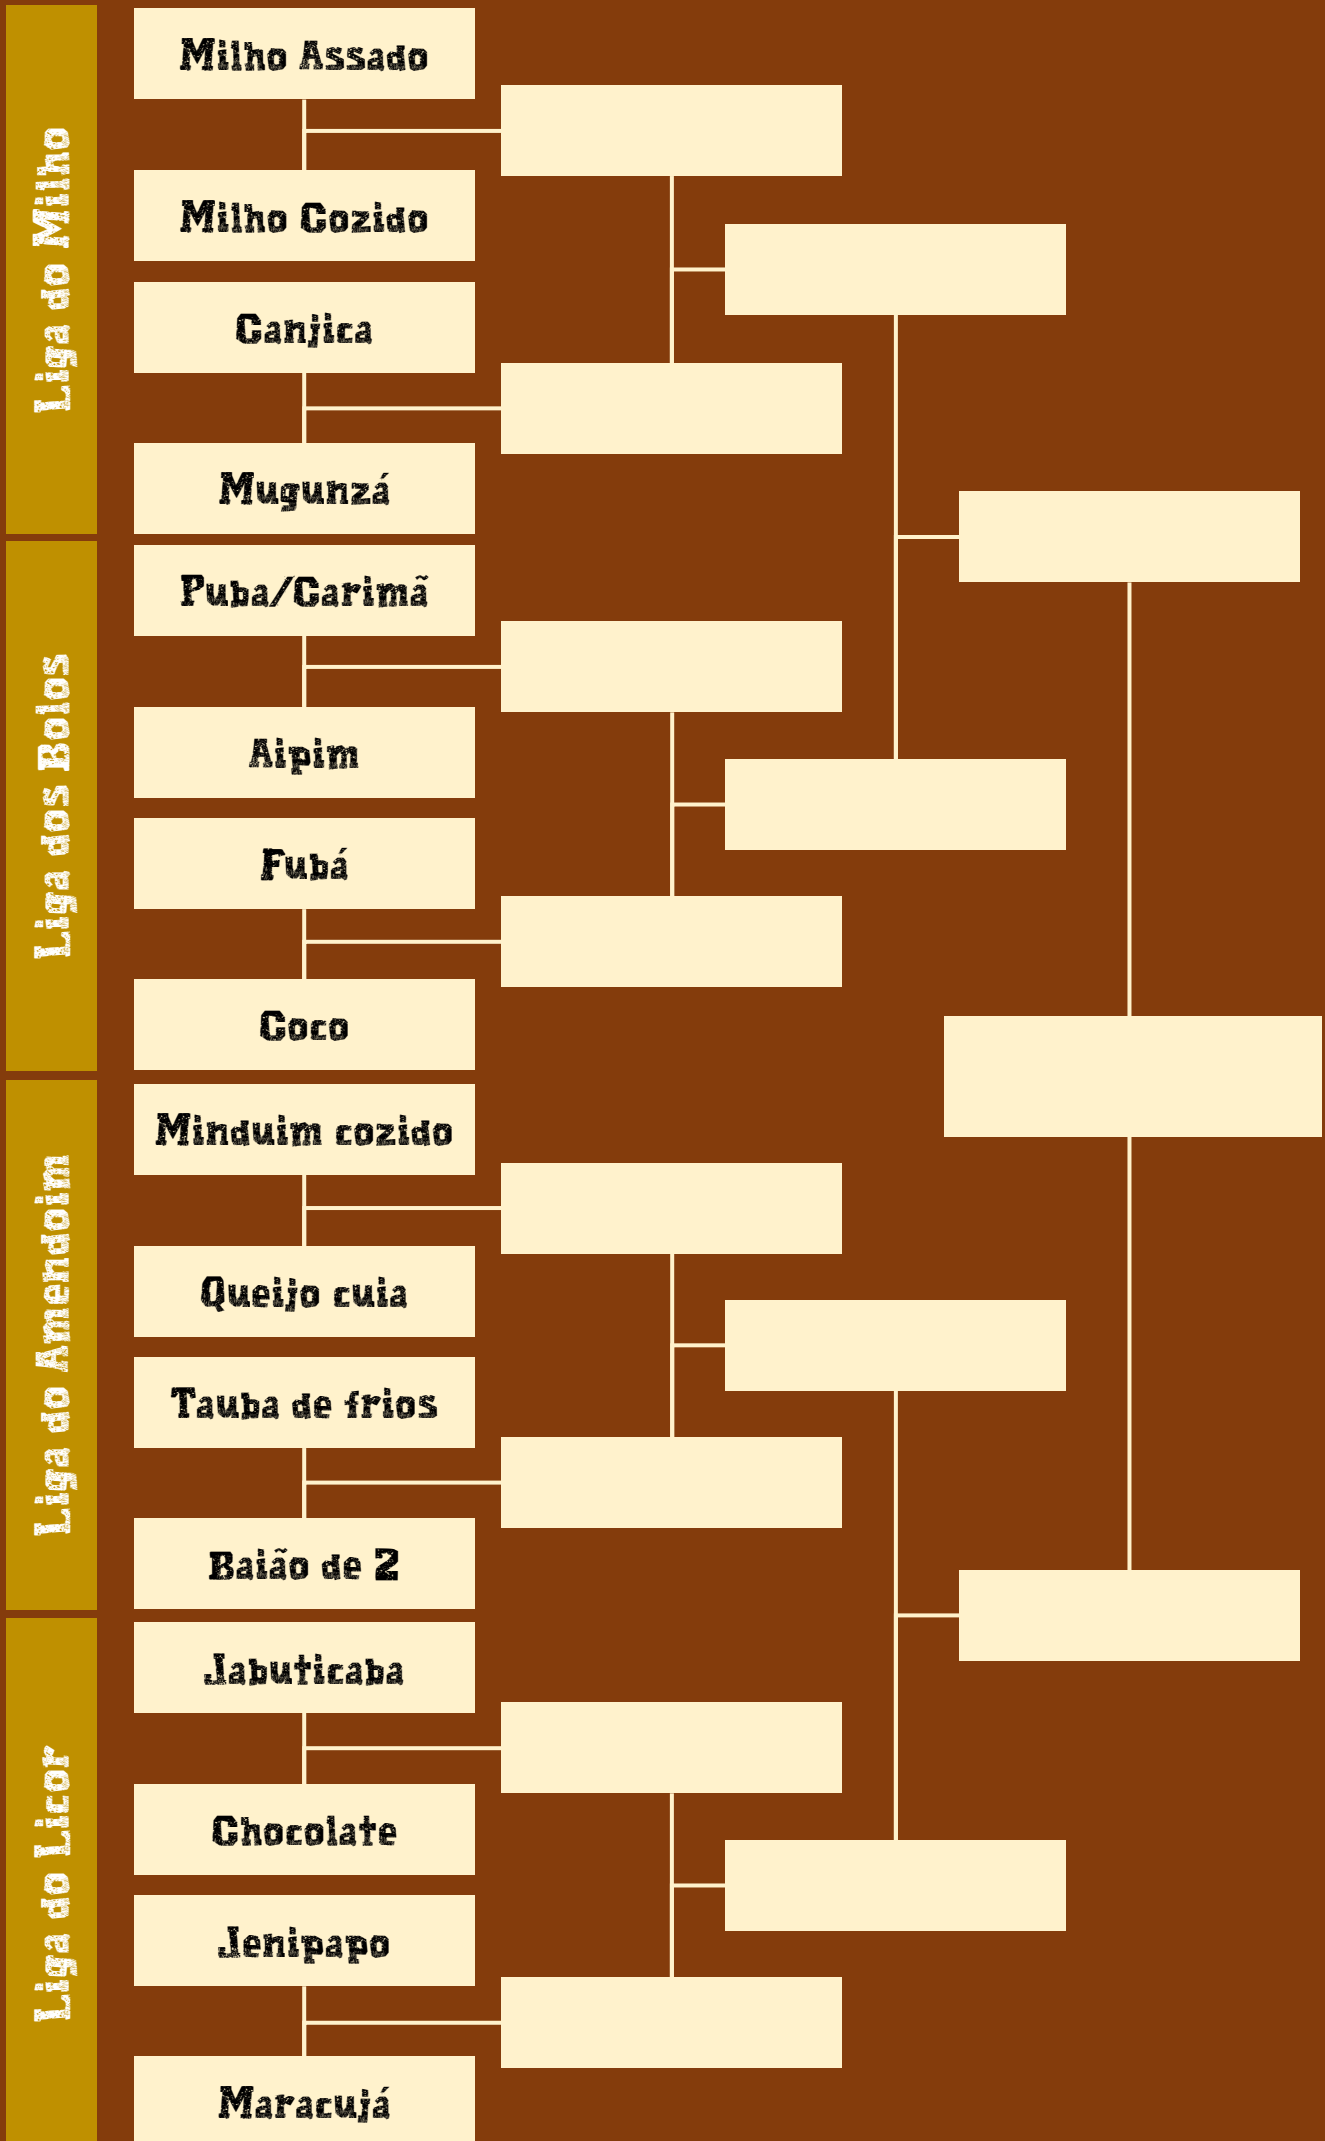 Liga do Milho
Milho Assado
Milho Cozido
Canjica
Mugunzá
Liga dos Bolos
Puba/Carimã
Aipim
Fubá
Coco
Liga do Amendoim
Minduim cozido
Queijo cuia
Tauba de frios
Baião de 2
Liga do Licor
Jabuticaba
Chocolate
Jenipapo
Maracujá